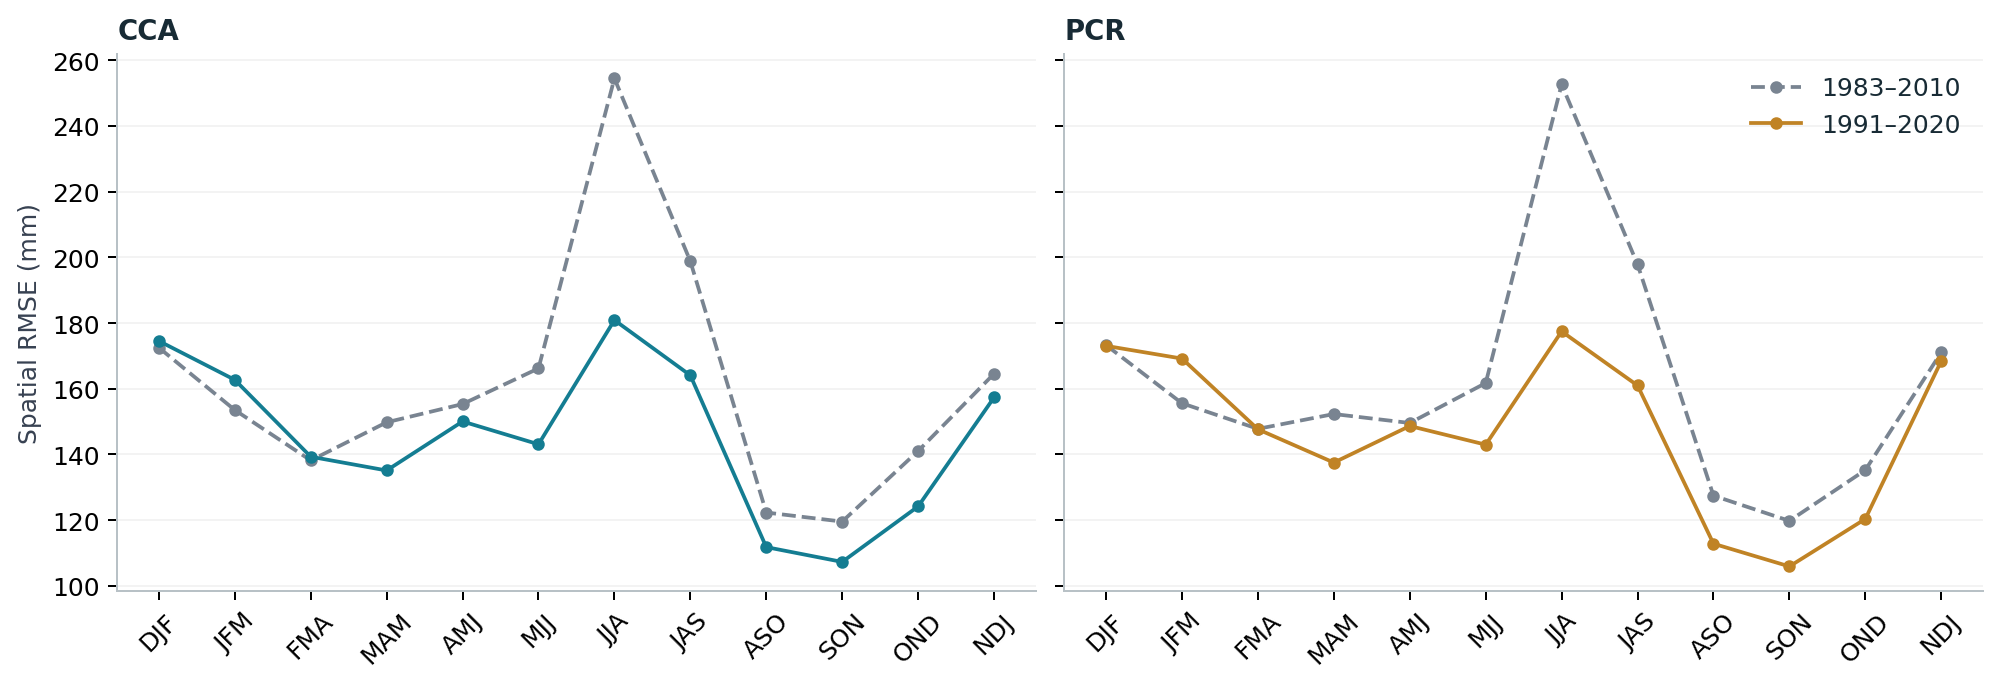 CCA
PCR
Spatial RMSE (mm)
260
240
220
200
180
160
140
120
100
1983–2010
1991–2020
DJF JFM FMA MAM AMJ MJJ JJA JAS ASO SON OND NDJ
DJF JFM FMA MAM AMJ MJJ JJA JAS ASO SON OND NDJ